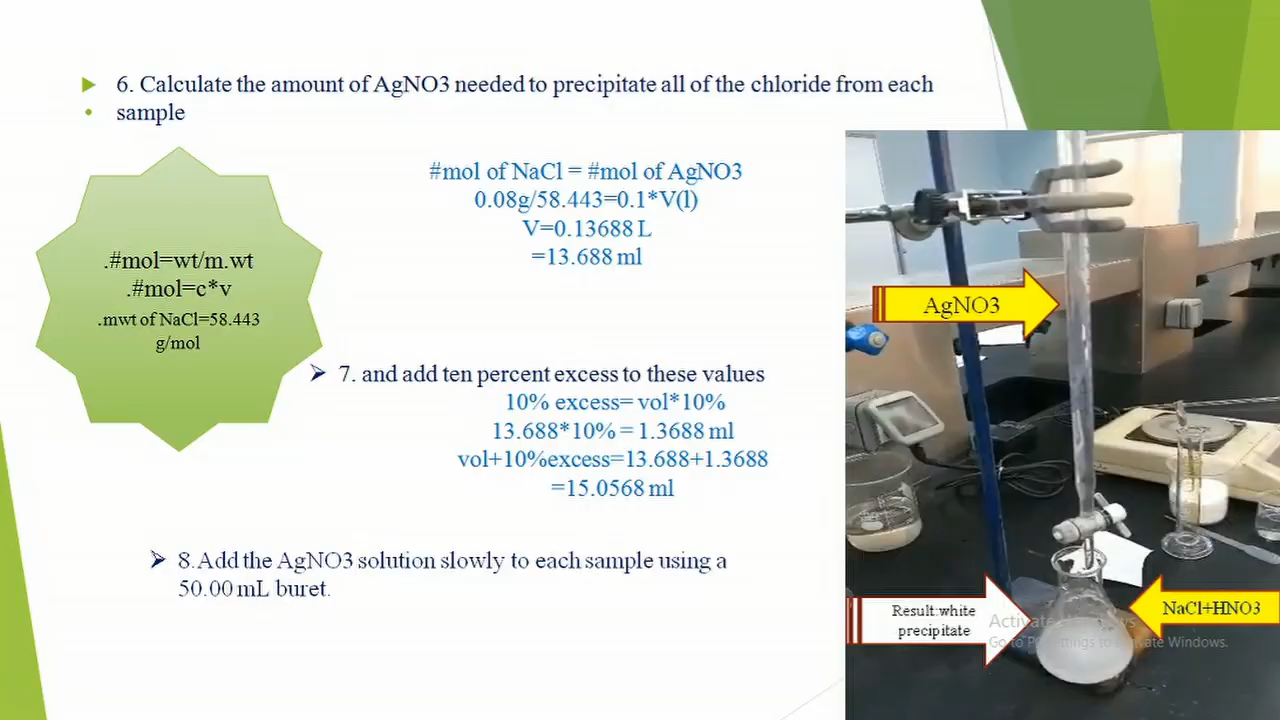 6. Calculate the amount of AgNO3 needed to precipitate all of the chloride from each
sample
#mol of NaCl = #mol of AgNO3
0.08g/58.443=0.1*V(l)
V=0.13688 L
=13.688 ml
.#mol=wt/m.wt
.#mol=c*v
.mwt of NaCl=58.443
g/mol
7. and add ten percent excess to these values
10% excess= vol*10%
13.688*10% = 1.3688 ml
vol+10%excess=13.688+1.3688
=15.0568 ml
8.Add the AgNO3 solution slowly to each sample using a
50.00 mL buret.
AgNO3
Result:white
precipitate
NaCl+HNO3
Activate Windows
Go to PC settings to activate Windows.